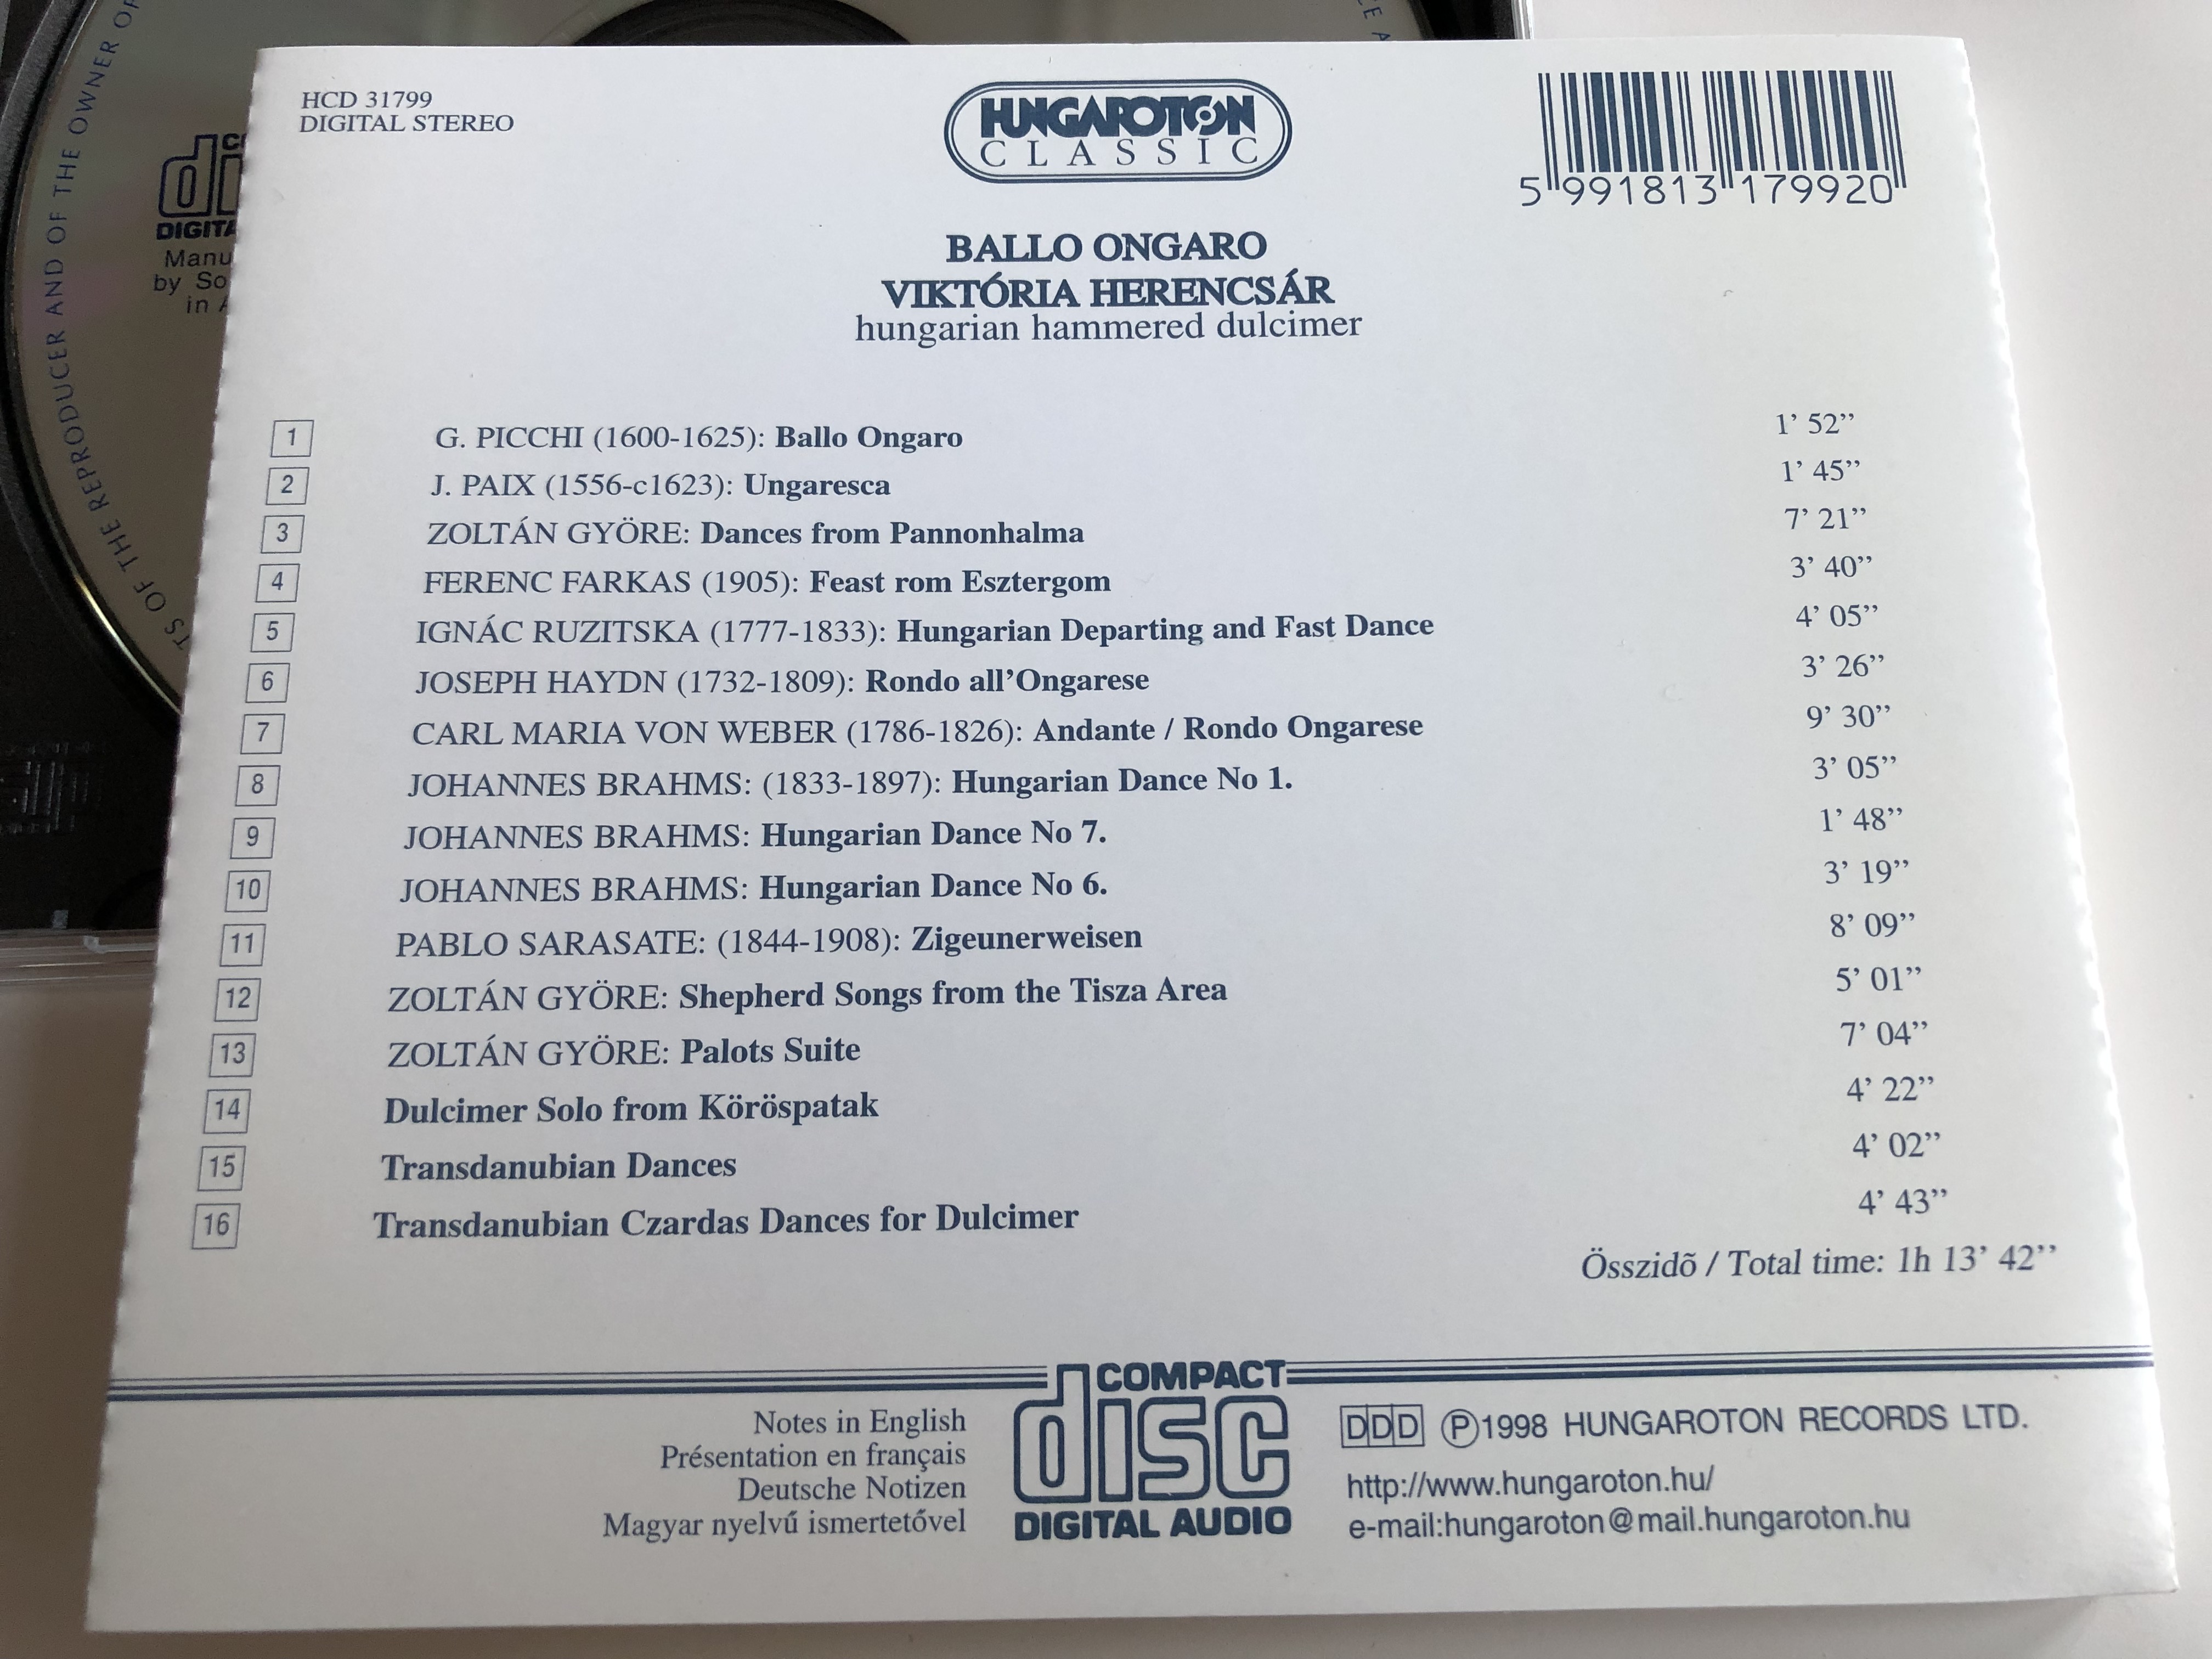 HCD 31799
DIGITAL STEREO
HUNGAROTON
CLASSIC
5 991813 179920
BALLO ONGARO
VIKTÓRIA HERENCSÁR
hungarian hammered dulcimer
1 G. PICCHI (1600-1625): Ballo Ongaro 1’ 52”
2 J. PAIX (1556-c1623): Ungaresca 1’ 45”
3 ZOLTÁN GYÖRE: Dances from Pannonhalma 7’ 21”
4 FERENC FARKAS (1905): Feast rom Esztergom 3’ 40”
5 IGNÁC RUZITSKA (1777-1833): Hungarian Departing and Fast Dance 4’ 05”
6 JOSEPH HAYDN (1732-1809): Rondo all’Ongarese 3’ 26”
7 CARL MARIA VON WEBER (1786-1826): Andante / Rondo Ongarese 9’ 30”
8 JOHANNES BRAHMS: (1833-1897): Hungarian Dance No 1. 3’ 05”
9 JOHANNES BRAHMS: Hungarian Dance No 7. 1’ 48”
10 JOHANNES BRAHMS: Hungarian Dance No 6. 3’ 19”
11 PABLO SARASATE: (1844-1908): Zigeunerweisen 8’ 09”
12 ZOLTÁN GYÖRE: Shepherd Songs from the Tisza Area 5’ 01”
13 ZOLTÁN GYÖRE: Palots Suite 7’ 04”
14 Dulcimer Solo from Köröspatak 4’ 22”
15 Transdanubian Dances 4’ 02”
16 Transdanubian Czardas Dances for Dulcimer 4’ 43”
Összidõ / Total time: 1h 13’ 42”
Notes in English
Présentation en français
Deutsche Notizen
Magyar nyelvű ismertetővel
COMPACT
disc
DIGITAL AUDIO
DDD Ⓟ1998 HUNGAROTON RECORDS LTD.
http://www.hungaroton.hu/
e-mail:hungaroton@mail.hungaroton.hu
OF THE REPRODUCER AND OF THE OWNER
by
in